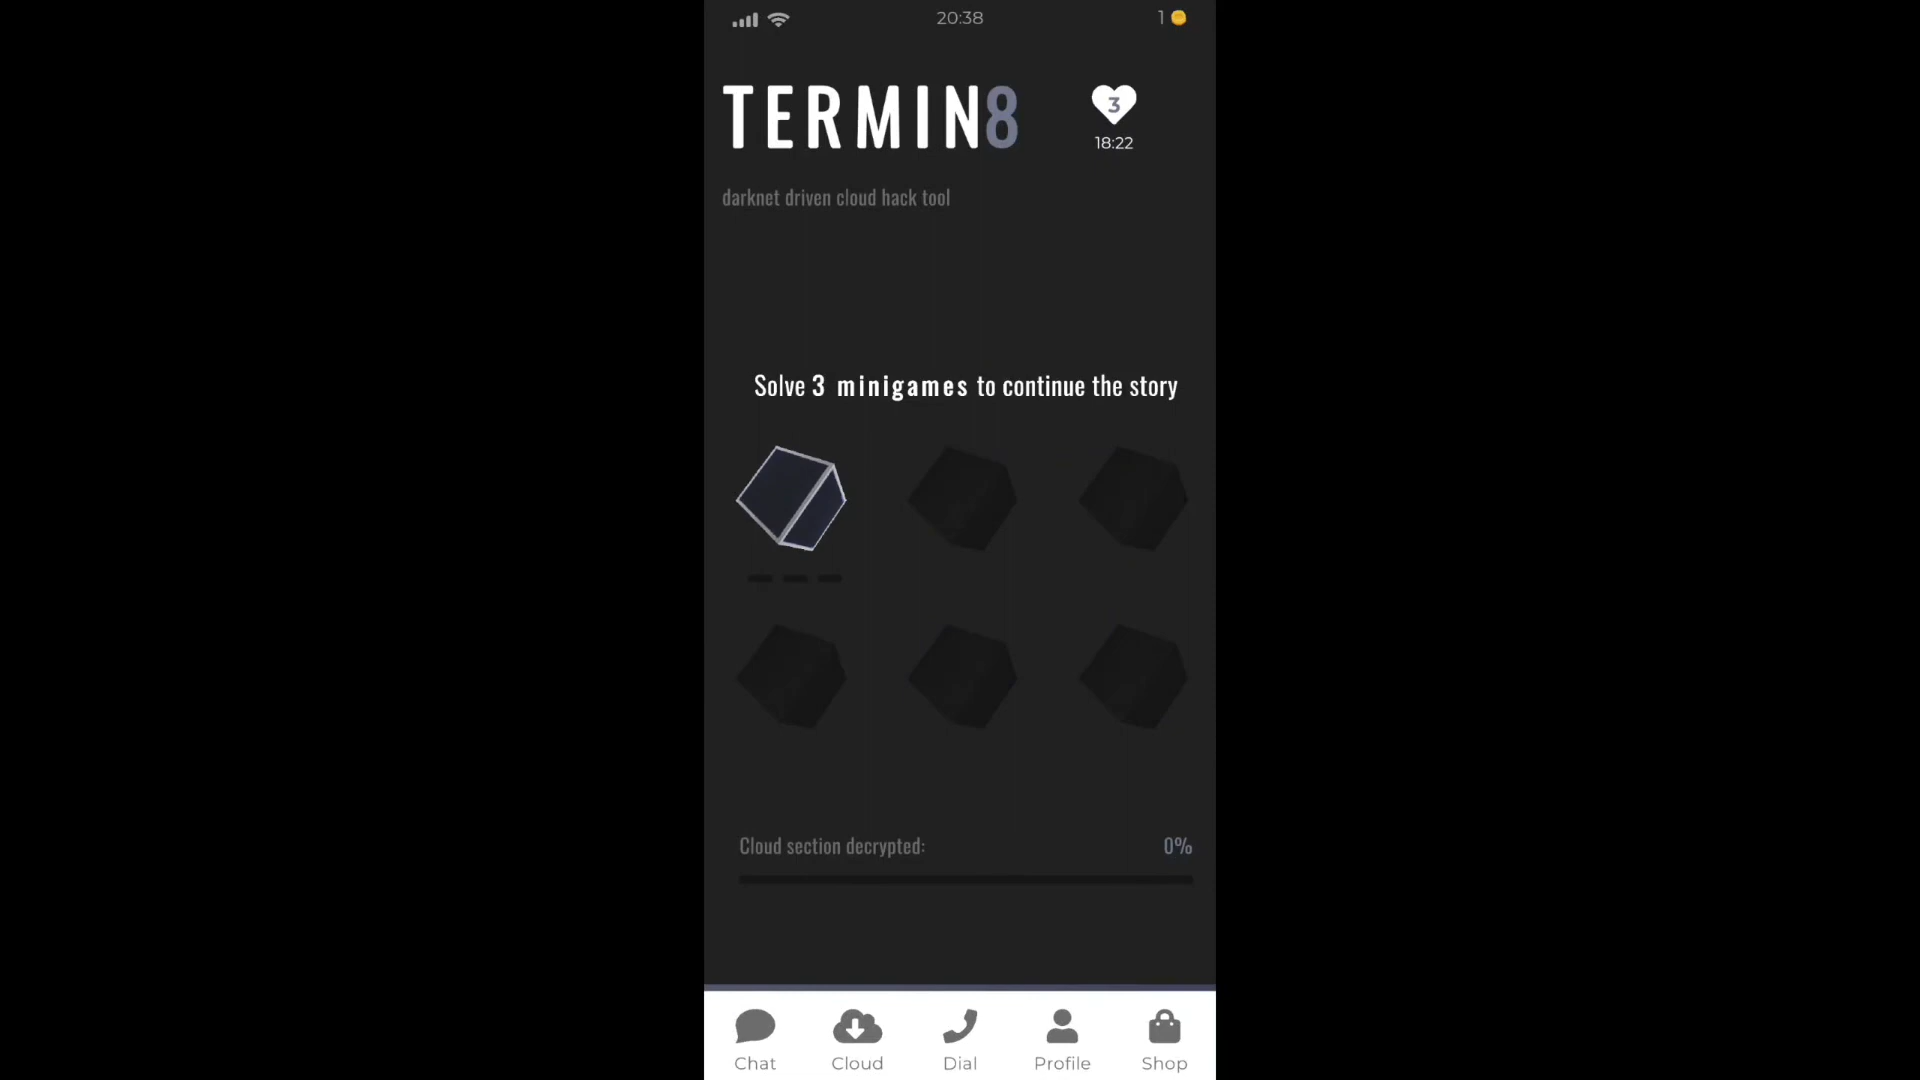 20:38
1
TERMIN8
3
18:22
darknet driven cloud hack tool
Solve 3 minigames to continue the story
Cloud section decrypted:
0%
Chat
Cloud
Dial
Profile
Shop